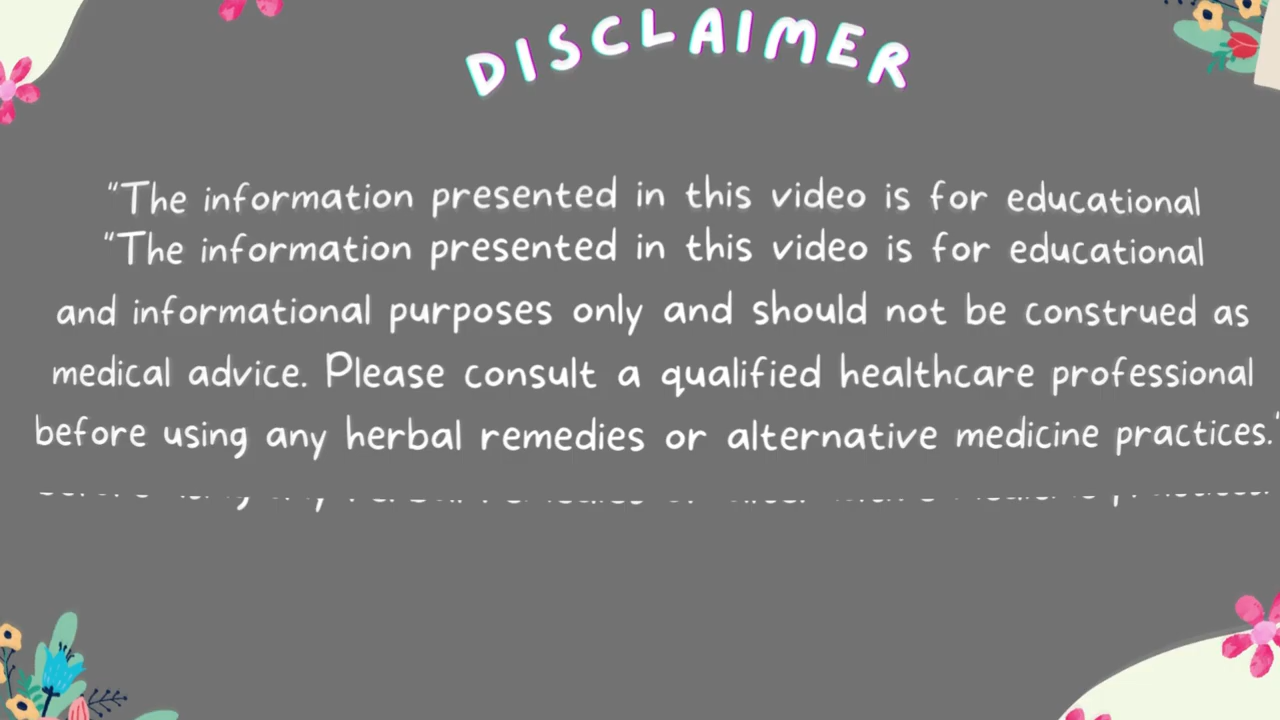 DISCLAIMER
"The information presented in this video is for educational
"The information presented in this video is for educational
and informational purposes only and should not be construed as
medical advice. Please consult a qualified healthcare professional
before using any herbal remedies or alternative medicine practices."